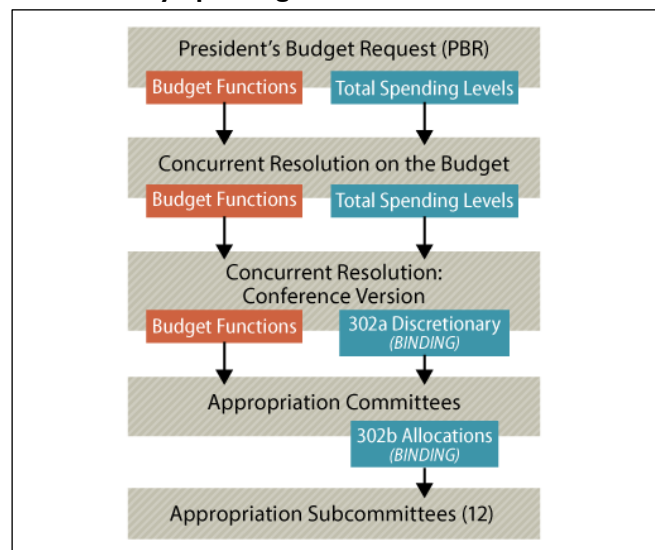 President's Budget Request (PBR)
Budget Functions Total Spending Levels
Concurrent Resolution on the Budget
Budget Functions Total Spending Levels
Concurrent Resolution:
Conference Version
Budget Functions 302a Discretionary
(BINDING)
Appropriation Committees
302b Allocations
(BINDING)
Appropriation Subcommittees (12)